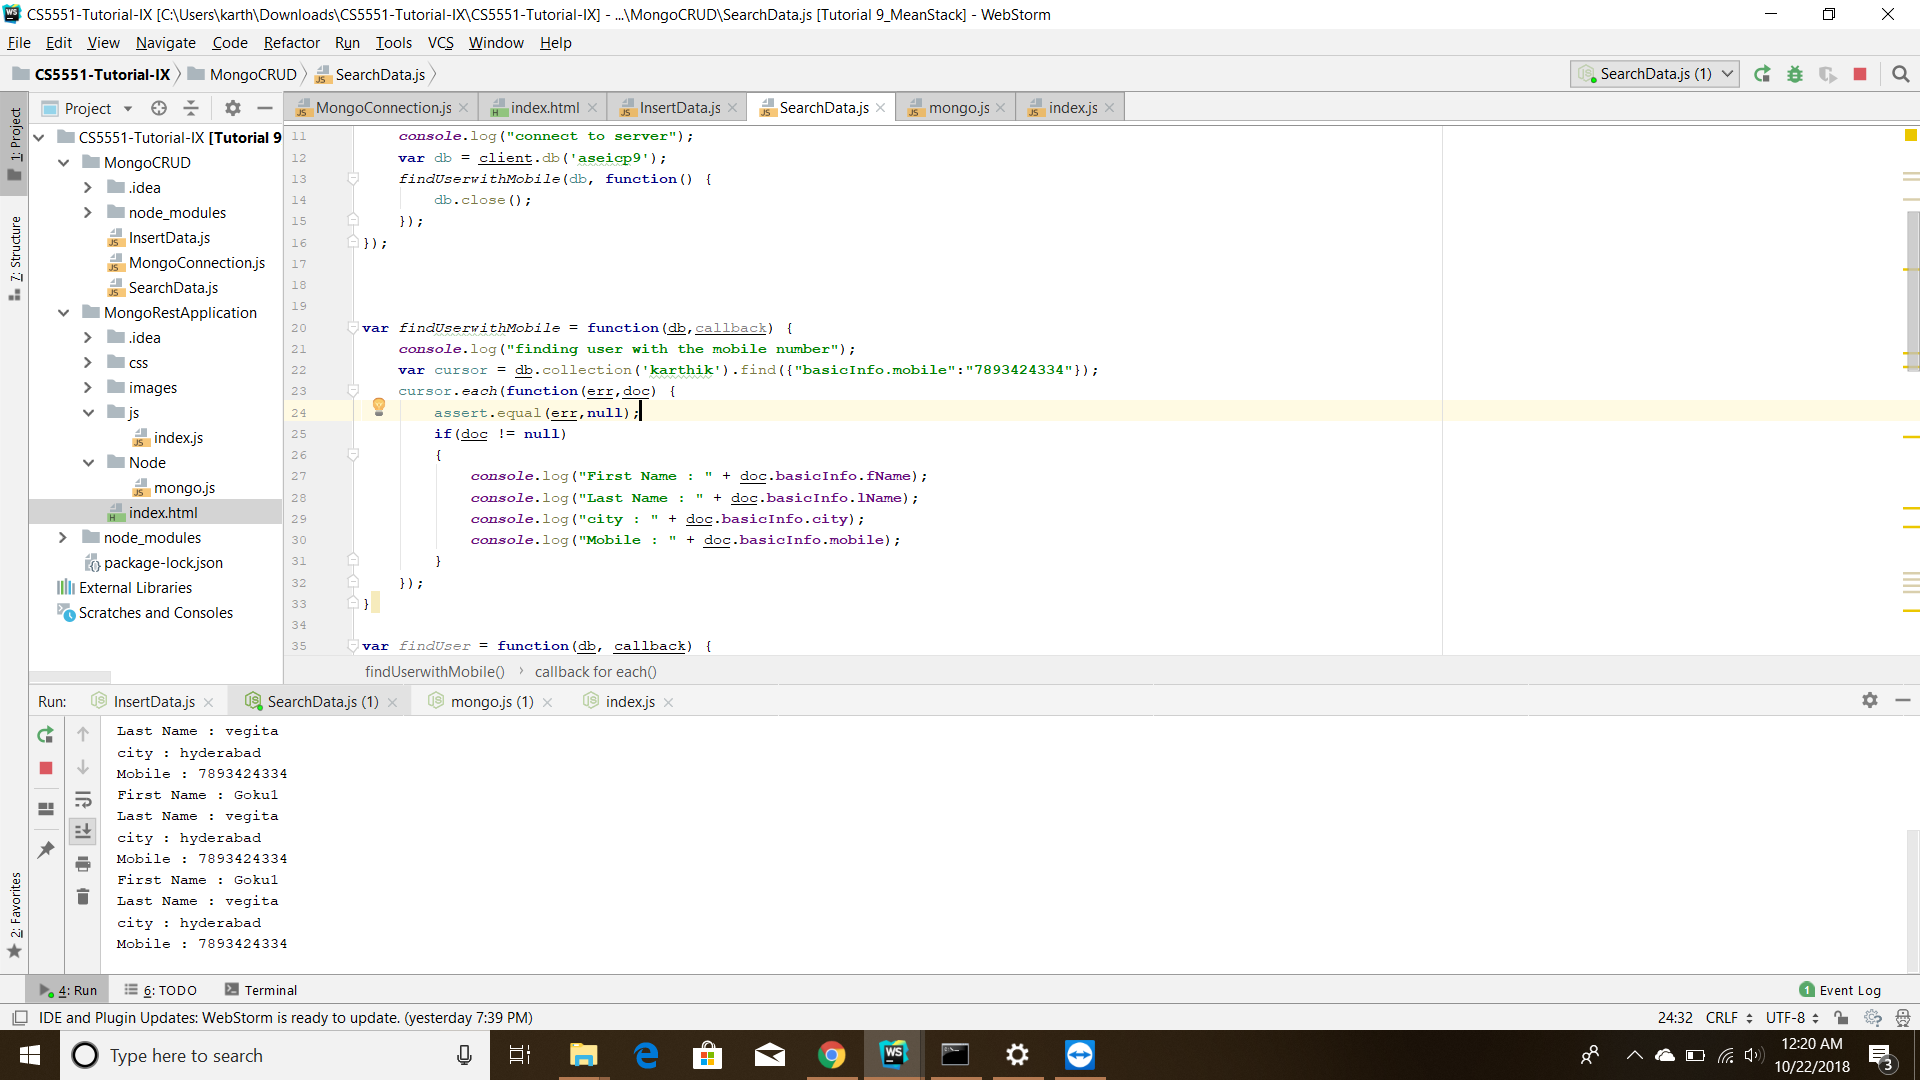 CS5551-Tutorial-IX [C:\Users\karth\Downloads\CS5551-Tutorial-IX\CS5551-Tutorial-IX] - ...\MongoCRUD\SearchData.js [Tutorial 9_MeanStack] - WebStorm
File Edit View Navigate Code Refactor Run Tools VCS Window Help
CS5551-Tutorial-IX MongoCRUD SearchData.js
SearchData.js (1)
1: Project
7: Structure
2: Favorites
Project
MongoConnection.js index.html InsertData.js SearchData.js mongo.js index.js
CS5551-Tutorial-IX [Tutorial 9
MongoCRUD
.idea
node_modules
InsertData.js
MongoConnection.js
SearchData.js
MongoRestApplication
.idea
css
images
js
index.js
Node
mongo.js
index.html
node_modules
package-lock.json
External Libraries
Scratches and Consoles
11 console.log("connect to server");
12 var db = client.db('aseicp9');
13 findUserwithMobile(db, function() {
14 db.close();
15 });
16 });
17
18
19
20 var findUserwithMobile = function(db,callback) {
21 console.log("finding user with the mobile number");
22 var cursor = db.collection('karthik').find({"basicInfo.mobile":"7893424334"});
23 cursor.each(function(err,doc) {
24 assert.equal(err,null);
25 if(doc != null)
26 {
27 console.log("First Name : " + doc.basicInfo.fName);
28 console.log("Last Name : " + doc.basicInfo.lName);
29 console.log("city : " + doc.basicInfo.city);
30 console.log("Mobile : " + doc.basicInfo.mobile);
31 }
32 });
33 }
34
35 var findUser = function(db, callback) {
findUserwithMobile() › callback for each()
Run: InsertData.js SearchData.js (1) mongo.js (1) index.js
Last Name : vegita
city : hyderabad
Mobile : 7893424334
First Name : Goku1
Last Name : vegita
city : hyderabad
Mobile : 7893424334
First Name : Goku1
Last Name : vegita
city : hyderabad
Mobile : 7893424334
4: Run 6: TODO Terminal
1 Event Log
IDE and Plugin Updates: WebStorm is ready to update. (yesterday 7:39 PM)
24:32 CRLF UTF-8
Type here to search
WS
12:20 AM
10/22/2018
3